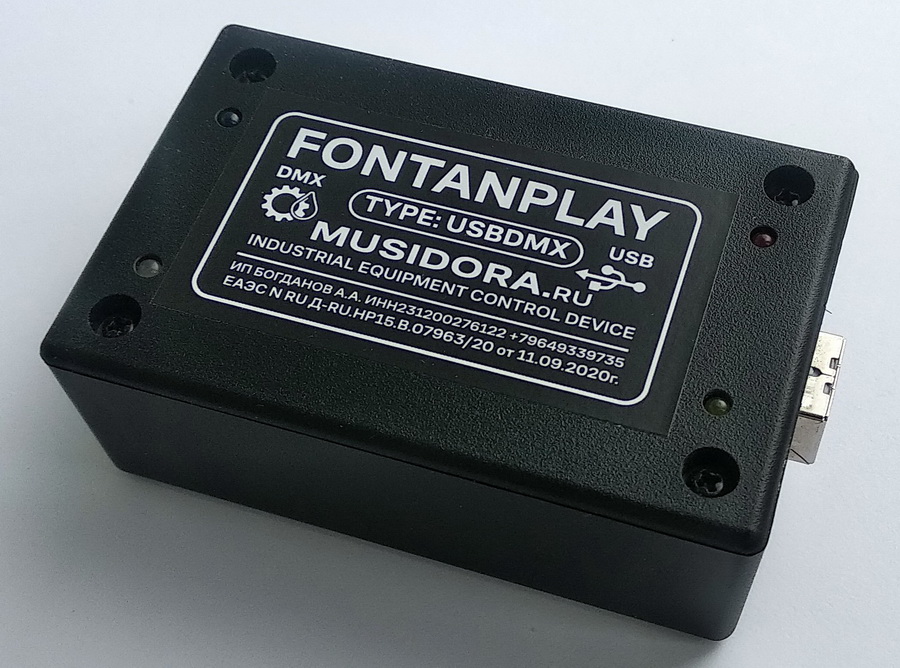 FONTANPLAY
DMX
TYPE: USBDMX
USB
MUSIDORA.RU
INDUSTRIAL EQUIPMENT CONTROL DEVICE
ИП БОГДАНОВ А.А. ИНН231200276122 +79649339735
ЕАЭС N RU Д-RU.НР15.В.07963/20 от 11.09.2020г.